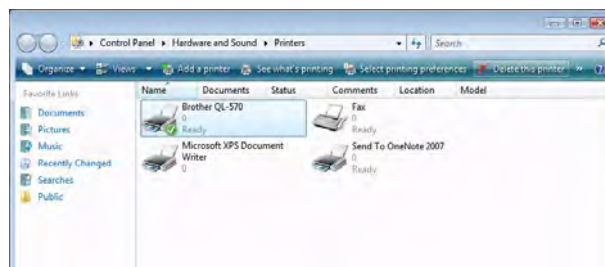 Control Panel ▸ Hardware and Sound ▸ Printers
Search
Organize Views Add a printer See what's printing Select printing preferences Delete this printer »
Favorite Links
Name Documents Status Comments Location Model
Documents
Pictures
Music
Recently Changed
Searches
Public
Brother QL-570
0
Ready
Fax
0
Ready
Microsoft XPS Document
Writer
0
Send To OneNote 2007
0
Ready